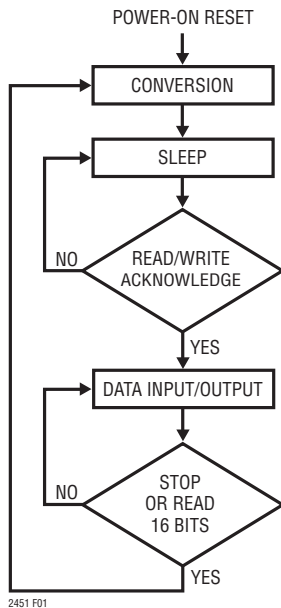 POWER-ON RESET
CONVERSION
SLEEP
NO
READ/WRITE
ACKNOWLEDGE
YES
DATA INPUT/OUTPUT
NO
STOP
OR READ
16 BITS
YES
2451 F01